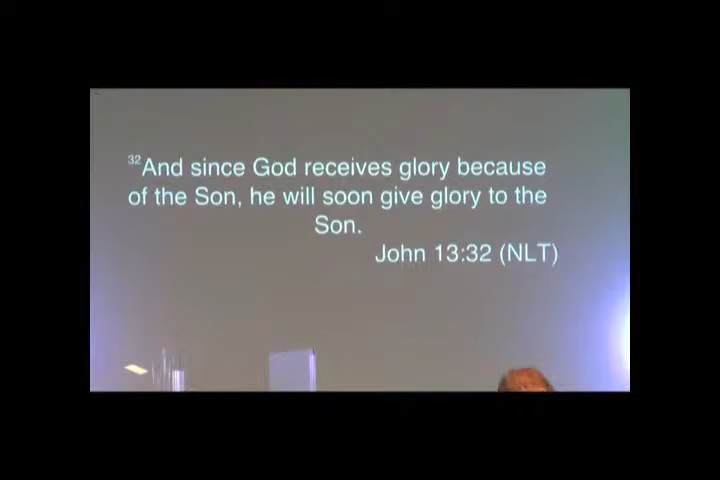 32And since God receives glory because
of the Son, he will soon give glory to the
Son.
John 13:32 (NLT)